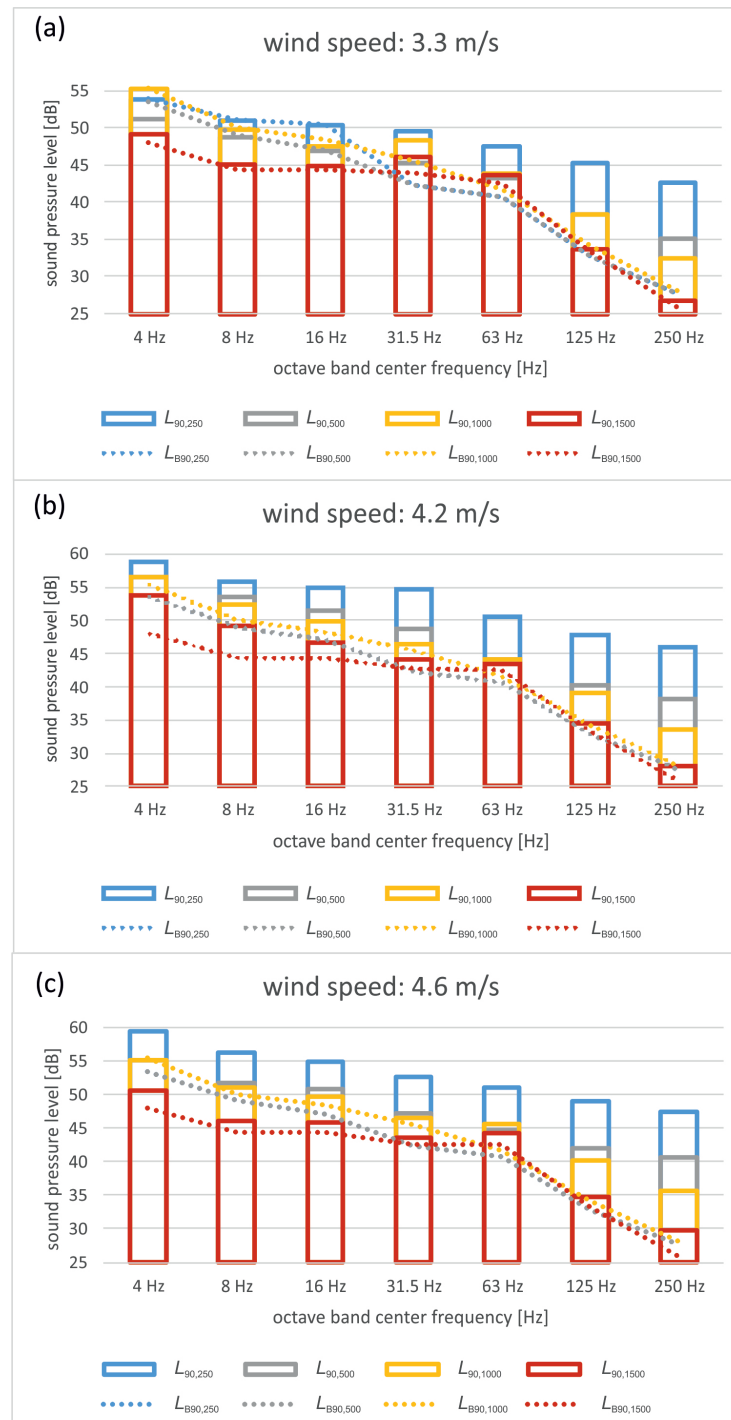 (a)
wind speed: 3.3 m/s
sound pressure level [dB]
55
50
45
40
35
30
25
4 Hz 8 Hz 16 Hz 31.5 Hz 63 Hz 125 Hz 250 Hz
octave band center frequency [Hz]
L90,250 L90,500 L90,1000 L90,1500
LB90,250 LB90,500 LB90,1000 LB90,1500
(b)
wind speed: 4.2 m/s
sound pressure level [dB]
60
55
50
45
40
35
30
25
4 Hz 8 Hz 16 Hz 31.5 Hz 63 Hz 125 Hz 250 Hz
octave band center frequency [Hz]
L90,250 L90,500 L90,1000 L90,1500
LB90,250 LB90,500 LB90,1000 LB90,1500
(c)
wind speed: 4.6 m/s
sound pressure level [dB]
60
55
50
45
40
35
30
25
4 Hz 8 Hz 16 Hz 31.5 Hz 63 Hz 125 Hz 250 Hz
octave band center frequency [Hz]
L90,250 L90,500 L90,1000 L90,1500
LB90,250 LB90,500 LB90,1000 LB90,1500